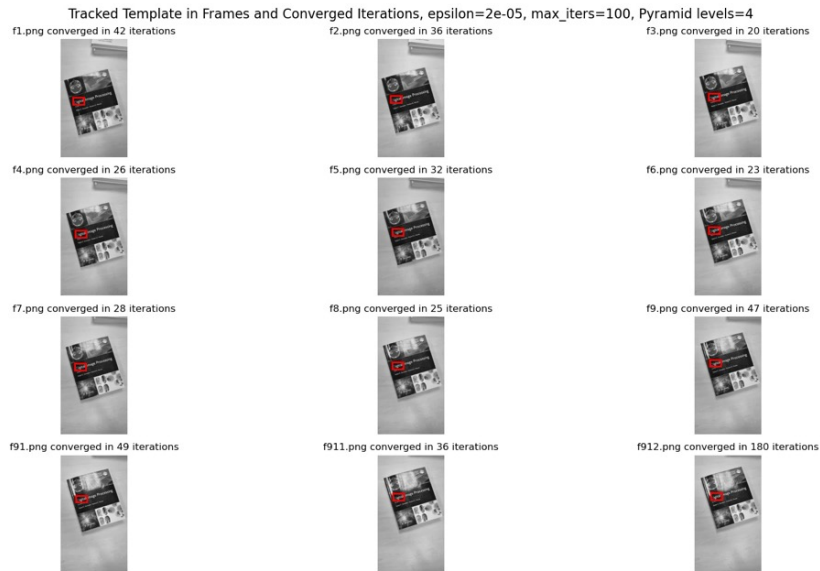 Tracked Template in Frames and Converged Iterations, epsilon=2e-05, max_iters=100, Pyramid levels=4
f1.png converged in 42 iterations
f2.png converged in 36 iterations
f3.png converged in 20 iterations
f4.png converged in 26 iterations
f5.png converged in 32 iterations
f6.png converged in 23 iterations
f7.png converged in 28 iterations
f8.png converged in 25 iterations
f9.png converged in 47 iterations
f91.png converged in 49 iterations
f911.png converged in 36 iterations
f912.png converged in 180 iterations